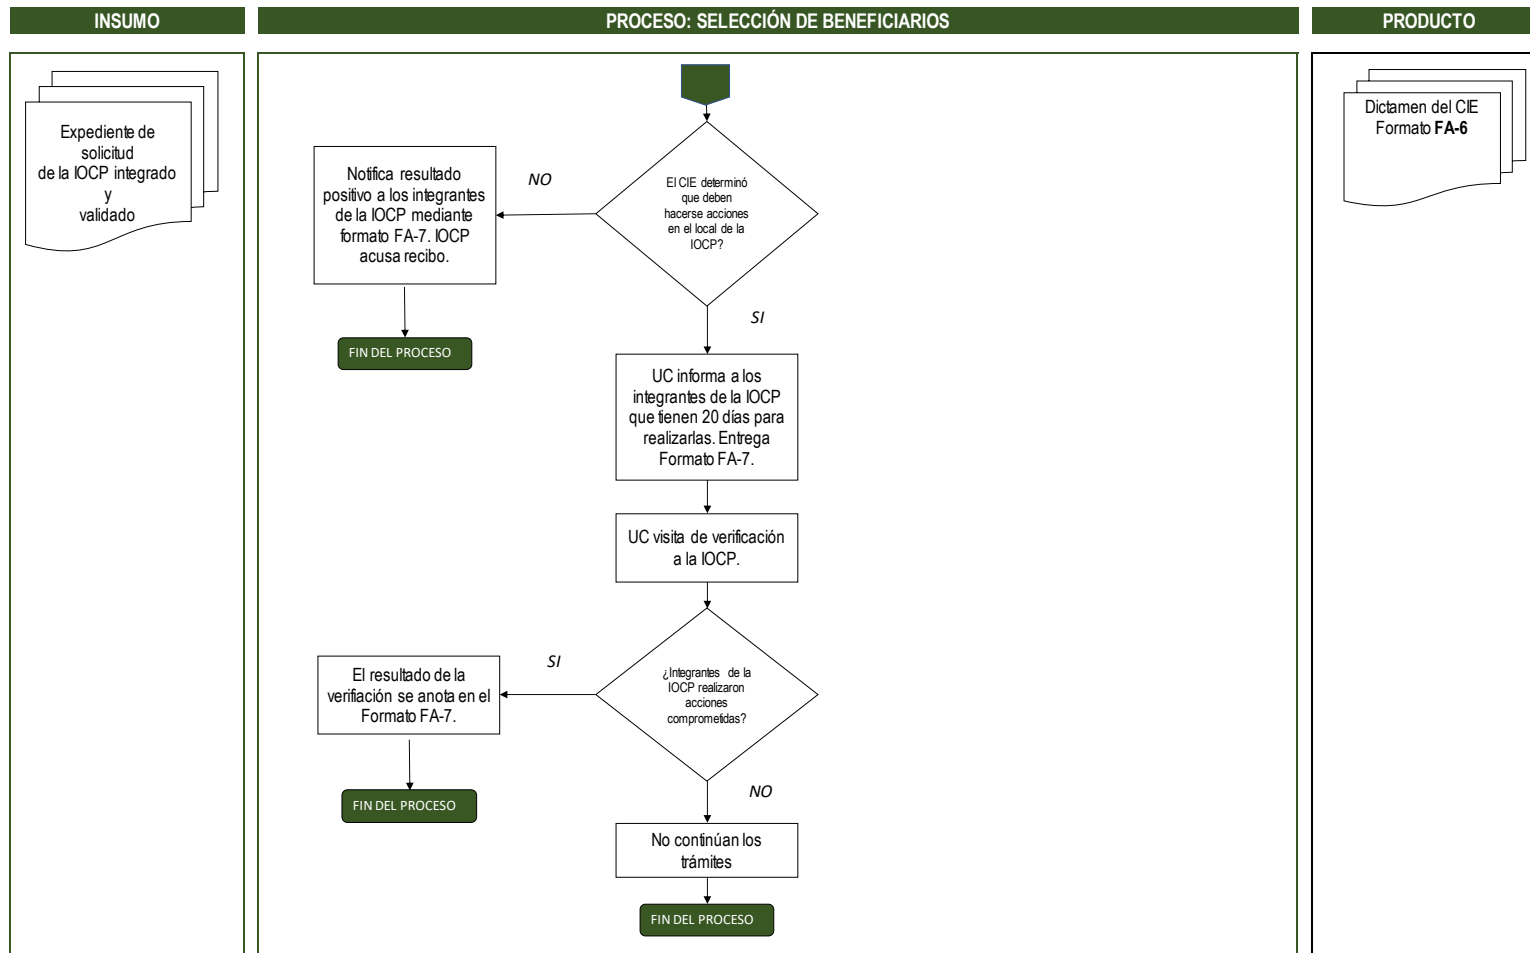 INSUMO
PROCESO: SELECCIÓN DE BENEFICIARIOS
PRODUCTO
Expediente de
solicitud
de la IOCP integrado
y
validado
Dictamen del CIE
Formato FA-6
El CIE determinó
que deben
hacerse acciones
en el local de la
IOCP?
NO
Notifica resultado
positivo a los integrantes
de la IOCP mediante
formato FA-7. IOCP
acusa recibo.
FIN DEL PROCESO
SI
UC informa a los
integrantes de la IOCP
que tienen 20 días para
realizarlas. Entrega
Formato FA-7.
UC visita de verificación
a la IOCP.
¿Integrantes de la
IOCP realizaron
acciones
comprometidas?
SI
El resultado de la
verifiación se anota en el
Formato FA-7.
FIN DEL PROCESO
NO
No continúan los
trámites
FIN DEL PROCESO